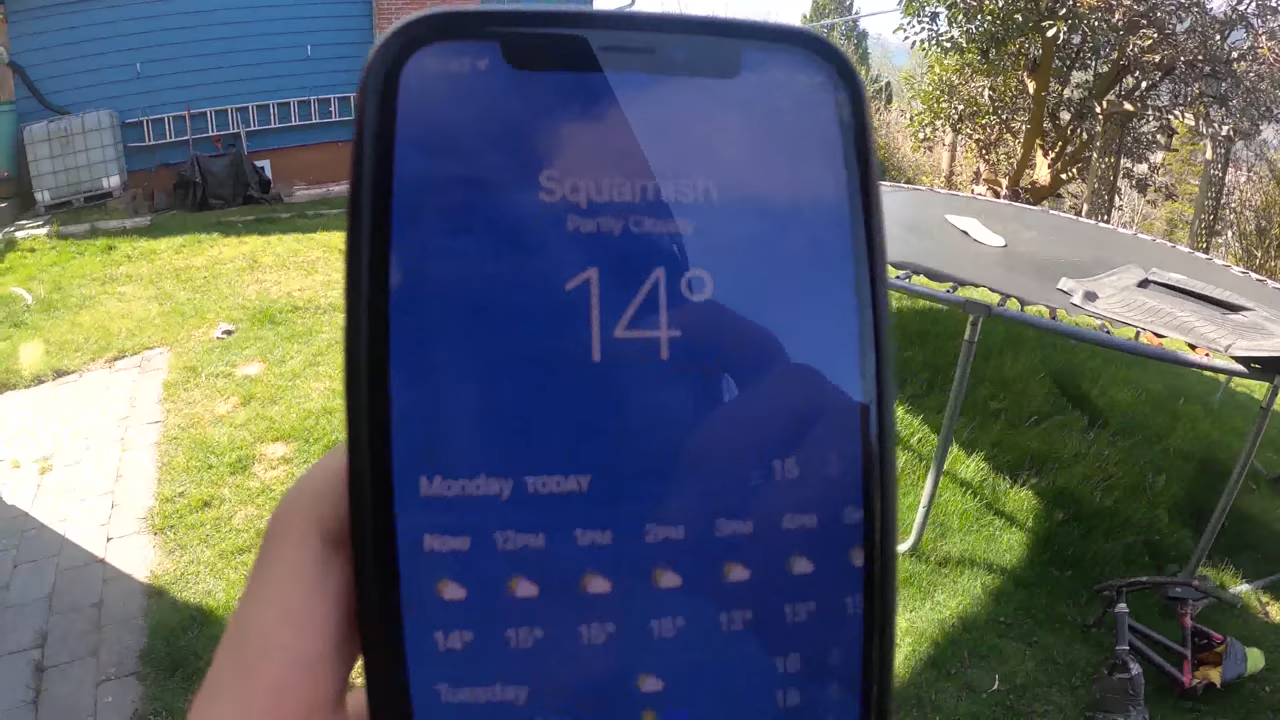 Squamish
Partly Cloudy
14°
Monday TODAY 15
Now 12PM 1PM 2PM 3PM 4PM
14° 15° 15° 15° 13° 13°
Tuesday 16